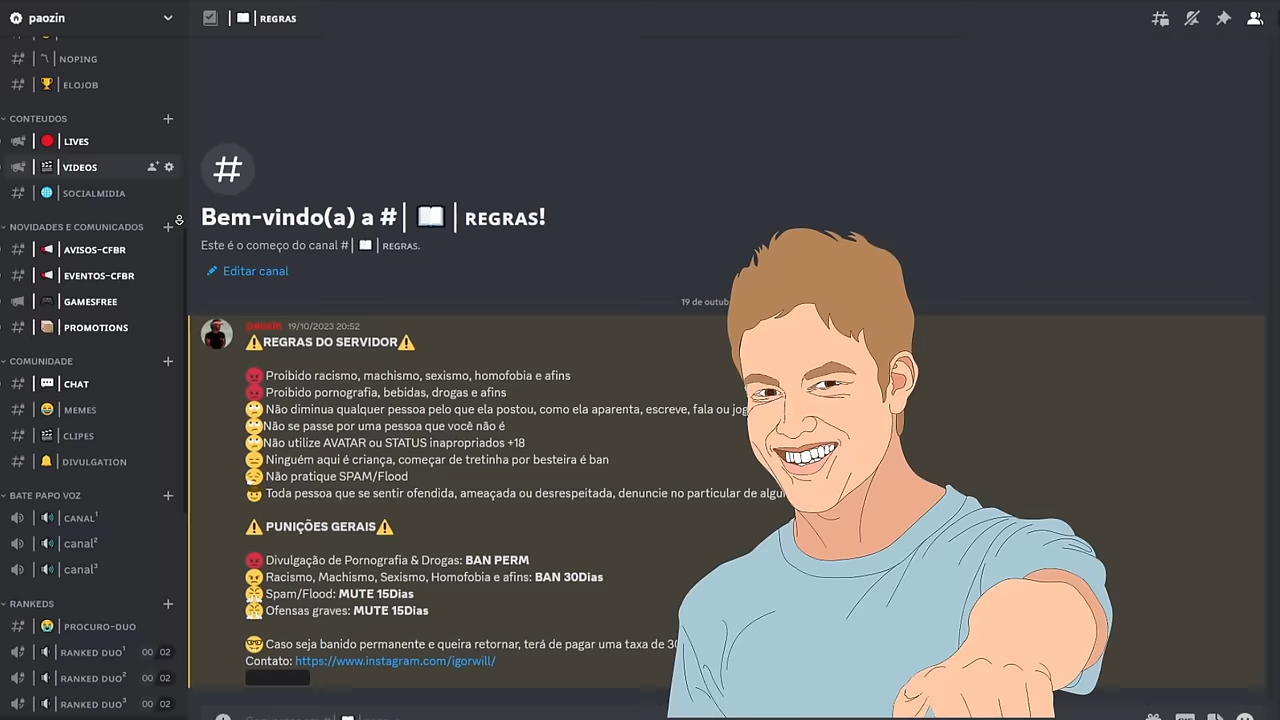 paozin
REGRAS
NOPING
ELOJOB
CONTEUDOS
LIVES
VIDEOS
SOCIALMIDIA
NOVIDADES E COMUNICADOS
AVISOS-CFBR
EVENTOS-CFBR
GAMESFREE
PROMOTIONS
COMUNIDADE
CHAT
MEMES
CLIPES
DIVULGATION
BATE PAPO VOZ
CANAL¹
canal²
canal³
RANKEDS
PROCURO-DUO
RANKED DUO¹ 00 02
RANKED DUO² 00 02
RANKED DUO³ 00 02
Bem-vindo(a) a # | REGRAS!
Este é o começo do canal # | REGRAS.
Editar canal
19 de outub
paozin 19/10/2023 20:52
REGRAS DO SERVIDOR
Proibido racismo, machismo, sexismo, homofobia e afins
Proibido pornografia, bebidas, drogas e afins
Não diminua qualquer pessoa pelo que ela postou, como ela aparenta, escreve, fala ou jog
Não se passe por uma pessoa que você não é
Não utilize AVATAR ou STATUS inapropriados +18
Ninguém aqui é criança, começar de tretinha por besteira é ban
Não pratique SPAM/Flood
Toda pessoa que se sentir ofendida, ameaçada ou desrespeitada, denuncie no particular de algu
PUNIÇÕES GERAIS
Divulgação de Pornografia & Drogas: BAN PERM
Racismo, Machismo, Sexismo, Homofobia e afins: BAN 30Dias
Spam/Flood: MUTE 15Dias
Ofensas graves: MUTE 15Dias
Caso seja banido permanente e queira retornar, terá de pagar uma taxa de 30
Contato: https://www.instagram.com/igorwill/